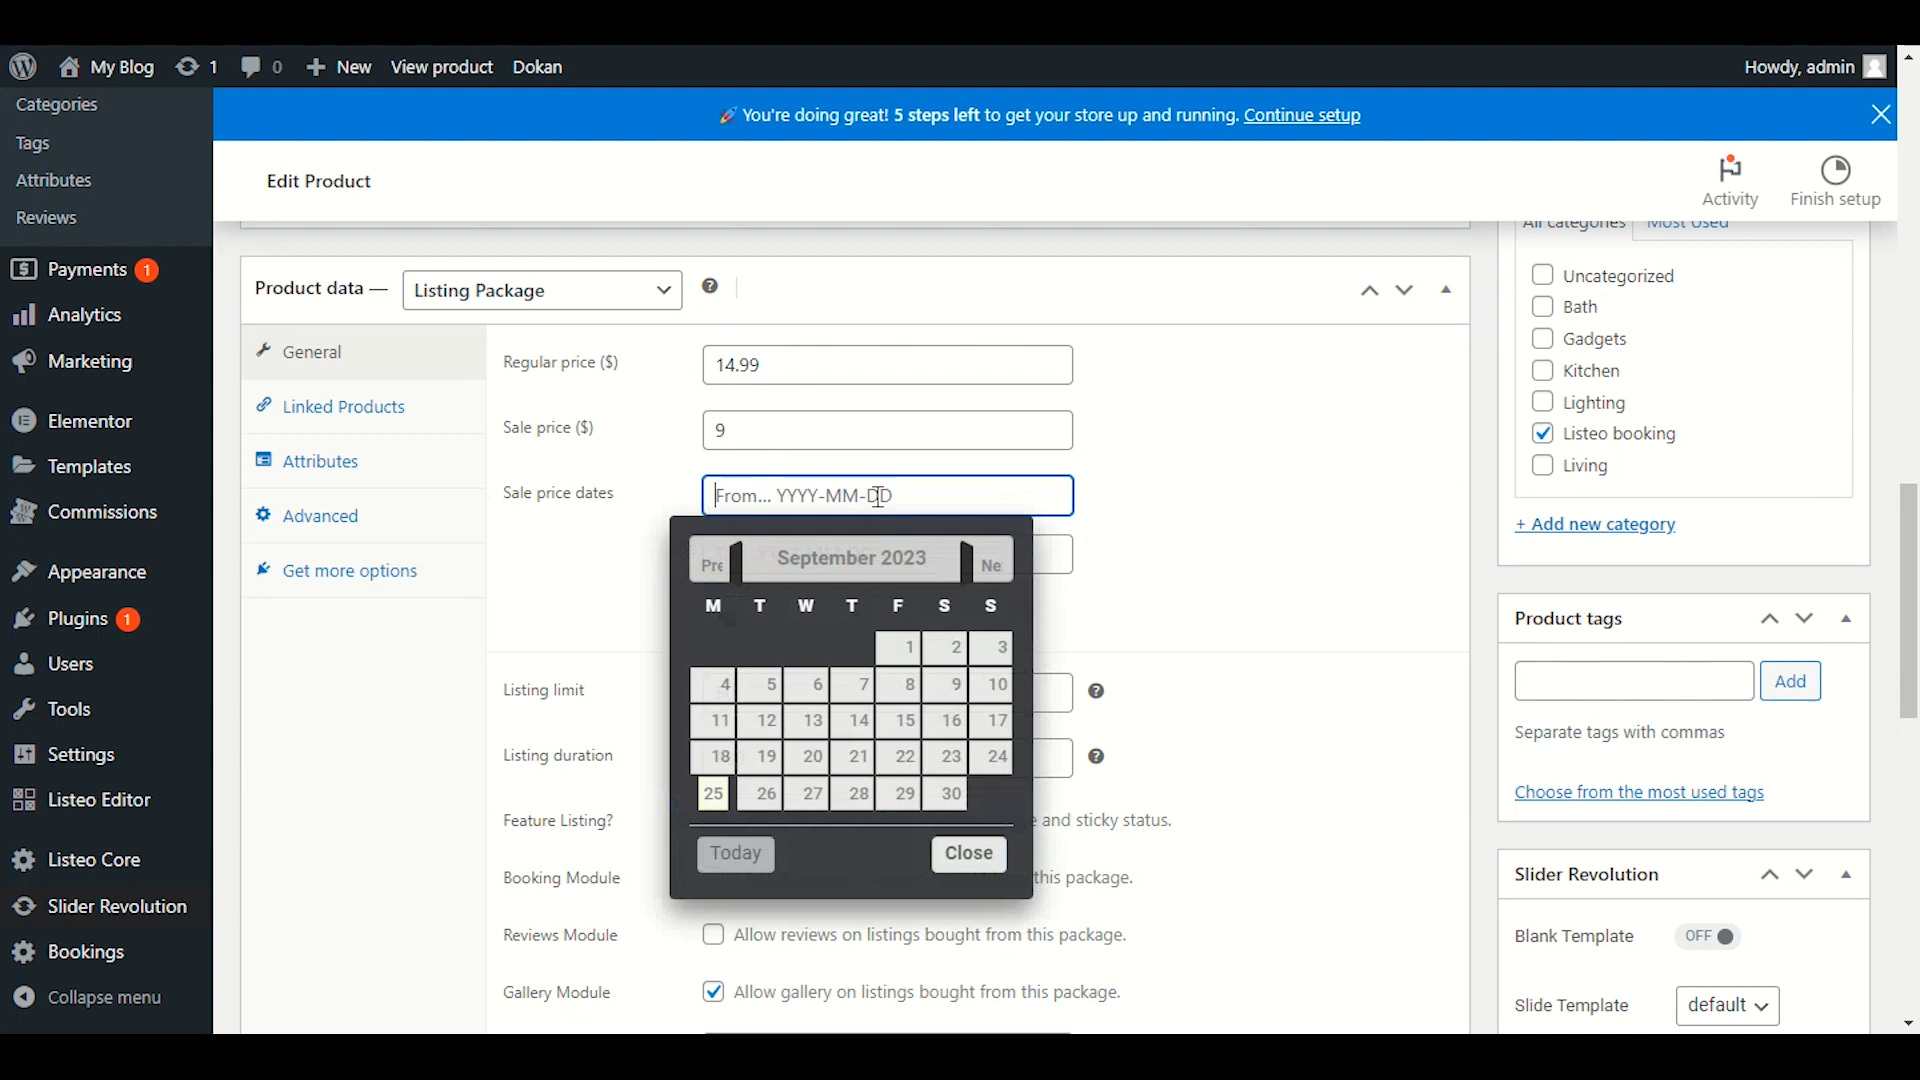 My Blog 1 0 New View product Dokan Howdy, admin
Categories
Tags
Attributes
Reviews
Payments 1
Analytics
Marketing
Elementor
Templates
Commissions
Appearance
Plugins 1
Users
Tools
Settings
Listeo Editor
Listeo Core
Slider Revolution
Bookings
Collapse menu
You're doing great! 5 steps left to get your store up and running. Continue setup
Edit Product
Activity
Finish setup
Product data — Listing Package
General
Linked Products
Attributes
Advanced
Get more options
Regular price ($) 14.99
Sale price ($) 9
Sale price dates From... YYYY-MM-DD
Pre September 2023 Ne
M T W T F S S
1 2 3
4 5 6 7 8 9 10
11 12 13 14 15 16 17
18 19 20 21 22 23 24
25 26 27 28 29 30
Today Close
Listing limit
Listing duration
Feature Listing? and sticky status.
Booking Module this package.
Reviews Module Allow reviews on listings bought from this package.
Gallery Module Allow gallery on listings bought from this package.
All categories Most Used
Uncategorized
Bath
Gadgets
Kitchen
Lighting
Listeo booking
Living
+ Add new category
Product tags
Add
Separate tags with commas
Choose from the most used tags
Slider Revolution
Blank Template OFF
Slide Template default